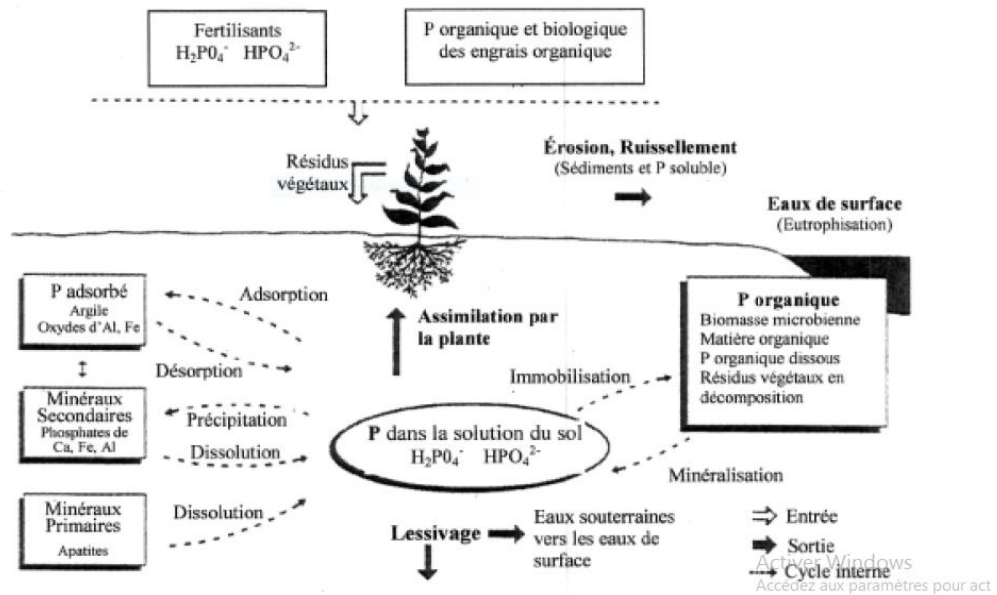 Fertilisants
H₂P0₄⁻ HPO₄²⁻
P organique et biologique
des engrais organique
Résidus
végétaux
Érosion, Ruissellement
(Sédiments et P soluble)
Eaux de surface
(Eutrophisation)
P adsorbé
Argile
Oxydes d'Al, Fe
Adsorption
Désorption
Assimilation par
la plante
P organique
Biomasse microbienne
Matière organique
P organique dissous
Résidus végétaux en
décomposition
Immobilisation
Minéraux
Secondaires
Phosphates de
Ca, Fe, Al
Précipitation
Dissolution
P dans la solution du sol
H₂P0₄⁻ HPO₄²⁻
Minéralisation
Minéraux
Primaires
Apatites
Dissolution
Lessivage
Eaux souterraines
vers les eaux de
surface
Entrée
Sortie
Cycle interne
Activer Windows
Accédez aux paramètres pour act